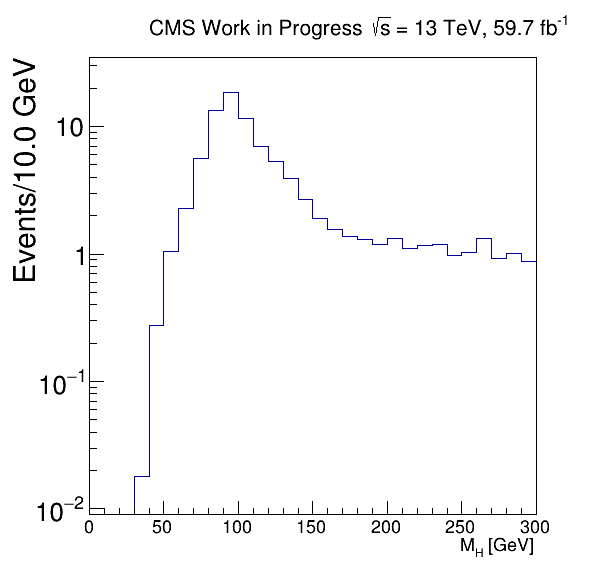 CMS Work in Progress √s = 13 TeV, 59.7 fb⁻¹
Events/10.0 GeV
10
1
10⁻¹
10⁻²
0 50 100 150 200 250 300
M_H [GeV]